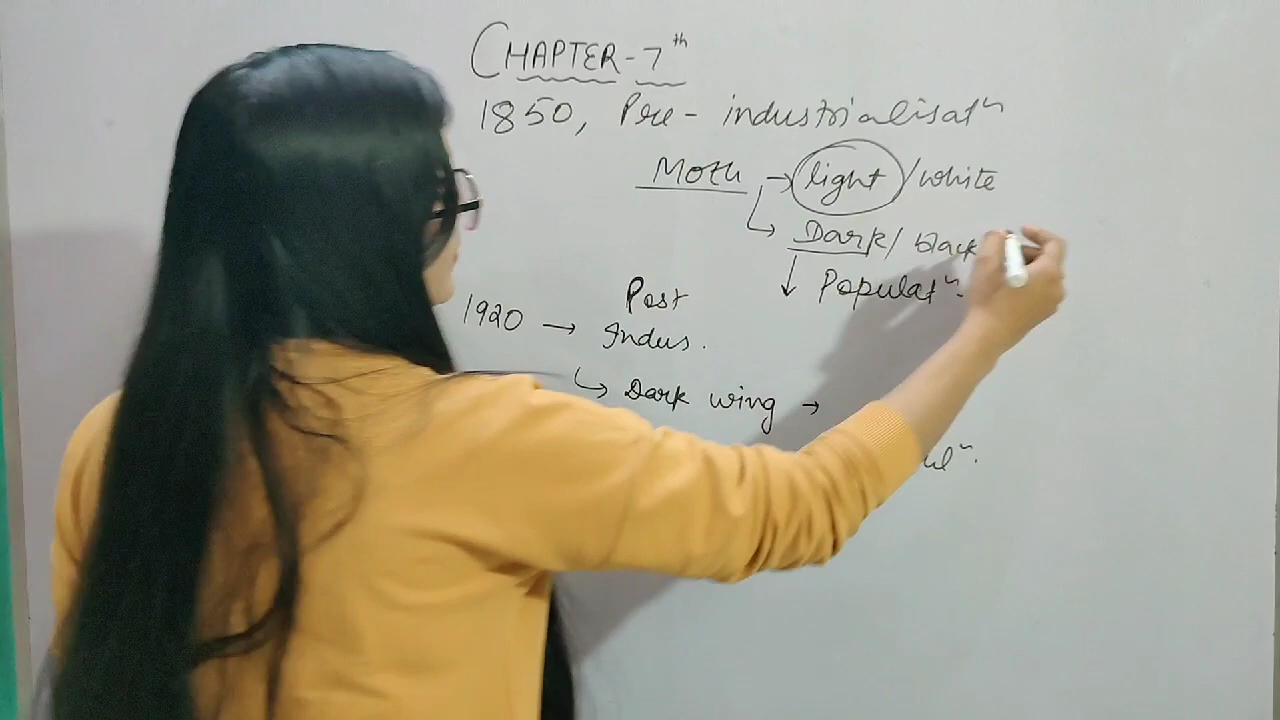 CHAPTER-7th
1850, Pre-industrialisatn
Moth → light/white
↳ Dark/black
↓ Populatn.
1920 → Post
Indus.
↳ Dark wing →